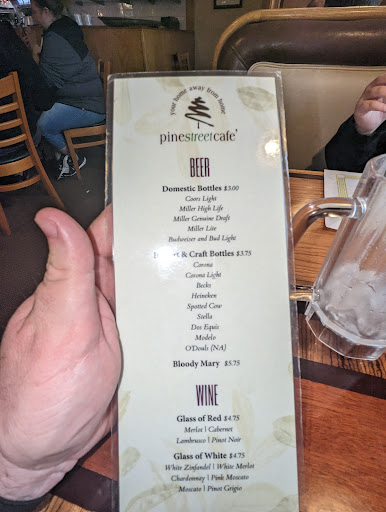 your home away from home
pinestreetcafe'
BEER
Domestic Bottles $3.00
Coors Light
Miller High Life
Miller Genuine Draft
Miller Lite
Budweiser and Bud Light
& Craft Bottles $3.75
Corona
Corona Light
Becks
Heineken
Spotted Cow
Stella
Dos Equis
Modelo
O'Douls (NA)
Bloody Mary $5.75
WINE
Glass of Red $4.75
Merlot | Cabernet
Lambrusco | Pinot Noir
Glass of White $4.75
White Zinfandel | White Merlot
Chardonnay | Pink Moscato
Moscato | Pinot Grigio